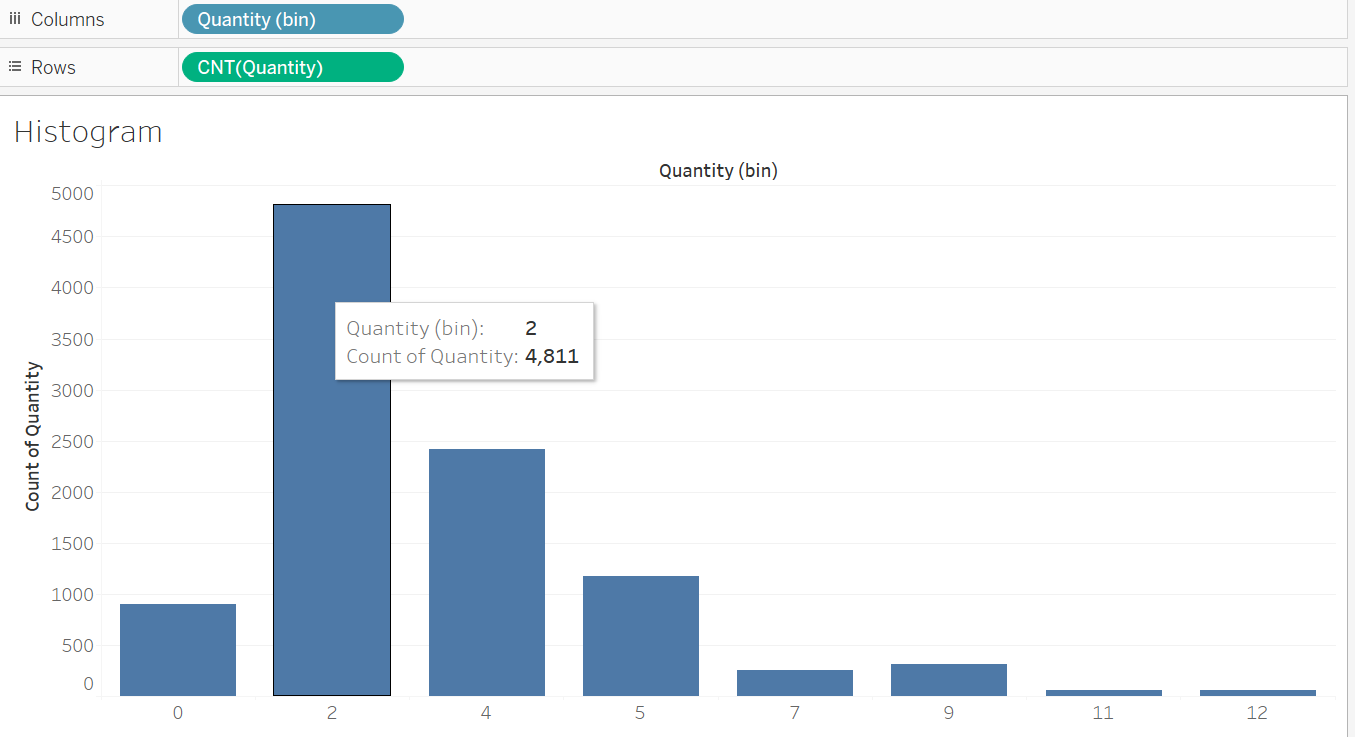 Columns
Quantity (bin)
Rows
CNT(Quantity)
Histogram
Quantity (bin)
5000
4500
4000
3500
3000
2500
2000
1500
1000
500
0
Count of Quantity
Quantity (bin): 2
Count of Quantity: 4,811
0 2 4 5 7 9 11 12